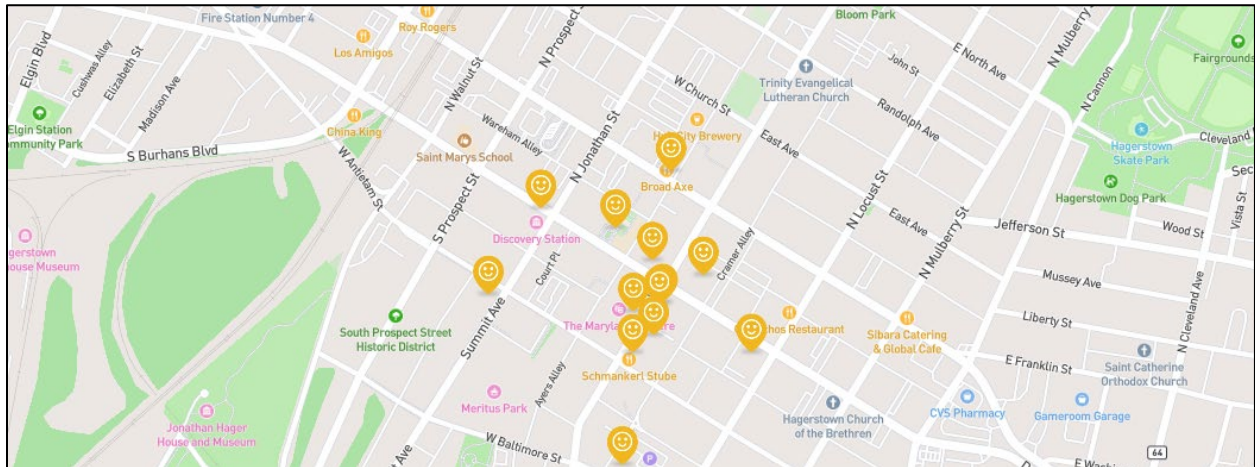 Fire Station Number 4
Roy Rogers
Los Amigos
Elgin Blvd
Cushwas Alley
Elizabeth St
Madison Ave
N Walnut St
N Prospect St
Bloom Park
N Mulberry St
E North Ave
John St
Fairgrounds
Trinity Evangelical
Lutheran Church
W Church St
Randolph Ave
N Cannon
Elgin Station
Community Park
China King
Wareham Alley
Saint Marys School
N Jonathan St
East Ave
Cleveland
Hagerstown
Skate Park
S Burhans Blvd
W Antietam St
Broad Axe
Hagerstown Dog Park
S Prospect St
Discovery Station
N Locust St
East Ave
Jefferson St
Wood St
Vista St
Court Pl
Cramer Alley
N Mulberry St
Mussey Ave
South Prospect Street
Historic District
Summit Ave
The
Restaurant
Sibara Catering
& Global Cafe
Liberty St
N Cleveland Ave
E Franklin St
Saint Catherine
Orthodox Church
Schmankerl Stube
Ayers Alley
Meritus Park
Jonathan Hager
House and Museum
Hagerstown Church
of the Brethren
CVS Pharmacy
Gameroom Garage
W Baltimore St
P
64